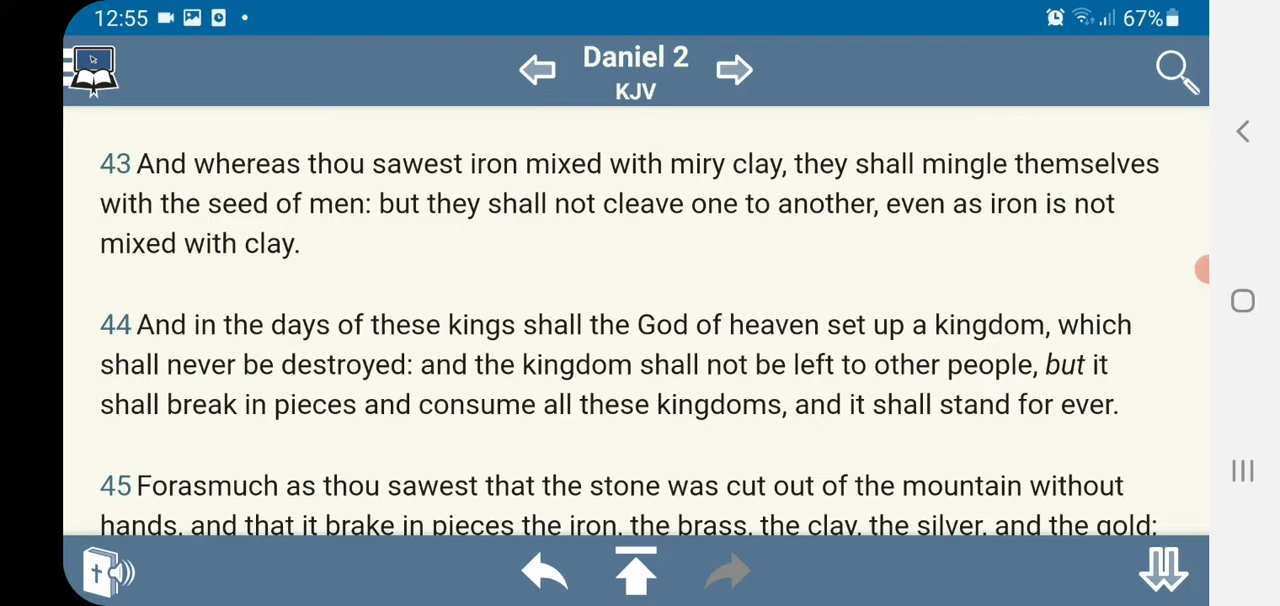 12:55
67%
Daniel 2
KJV
43 And whereas thou sawest iron mixed with miry clay, they shall mingle themselves
with the seed of men: but they shall not cleave one to another, even as iron is not
mixed with clay.
44 And in the days of these kings shall the God of heaven set up a kingdom, which
shall never be destroyed: and the kingdom shall not be left to other people, but it
shall break in pieces and consume all these kingdoms, and it shall stand for ever.
45 Forasmuch as thou sawest that the stone was cut out of the mountain without
hands, and that it brake in pieces the iron, the brass, the clay, the silver, and the gold;